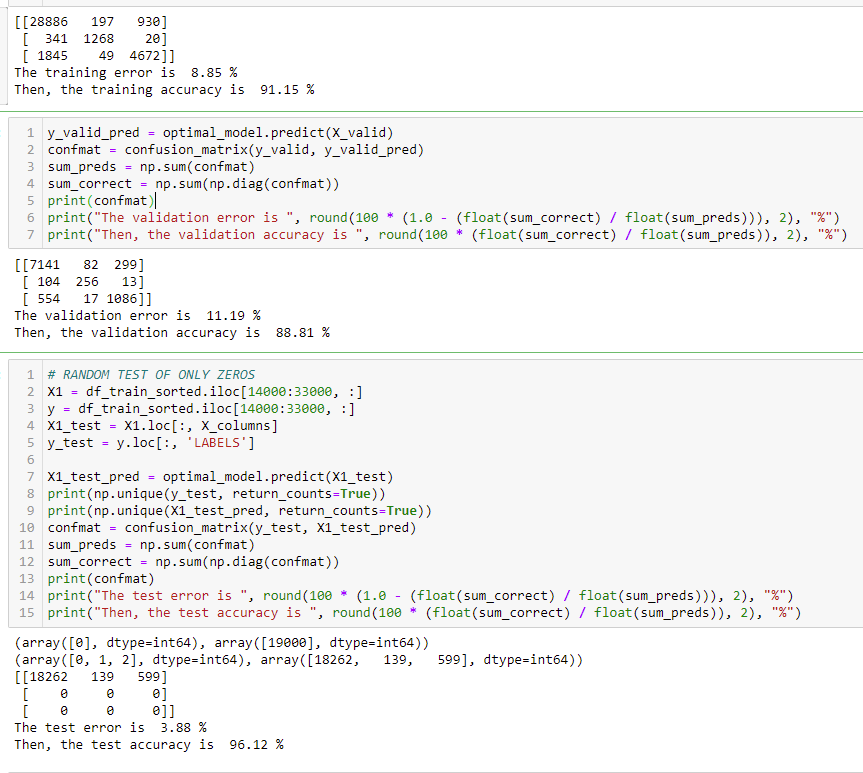 [[28886   197   930]
 [  341  1268    20]
 [ 1845    49  4672]]
The training error is  8.85 %
Then, the training accuracy is  91.15 %
1 y_valid_pred = optimal_model.predict(X_valid)
2 confmat = confusion_matrix(y_valid, y_valid_pred)
3 sum_preds = np.sum(confmat)
4 sum_correct = np.sum(np.diag(confmat))
5 print(confmat)
6 print("The validation error is ", round(100 * (1.0 - (float(sum_correct) / float(sum_preds))), 2), "%")
7 print("Then, the validation accuracy is ", round(100 * (float(sum_correct) / float(sum_preds)), 2), "%")
[[7141   82  299]
 [ 104  256   13]
 [ 554   17 1086]]
The validation error is  11.19 %
Then, the validation accuracy is  88.81 %
1 # RANDOM TEST OF ONLY ZEROS
2 X1 = df_train_sorted.iloc[14000:33000, :]
3 y = df_train_sorted.iloc[14000:33000, :]
4 X1_test = X1.loc[:, X_columns]
5 y_test = y.loc[:, 'LABELS']
6
7 X1_test_pred = optimal_model.predict(X1_test)
8 print(np.unique(y_test, return_counts=True))
9 print(np.unique(X1_test_pred, return_counts=True))
10 confmat = confusion_matrix(y_test, X1_test_pred)
11 sum_preds = np.sum(confmat)
12 sum_correct = np.sum(np.diag(confmat))
13 print(confmat)
14 print("The test error is ", round(100 * (1.0 - (float(sum_correct) / float(sum_preds))), 2), "%")
15 print("Then, the test accuracy is ", round(100 * (float(sum_correct) / float(sum_preds)), 2), "%")
(array([0], dtype=int64), array([19000], dtype=int64))
(array([0, 1, 2], dtype=int64), array([18262,   139,   599], dtype=int64))
[[18262   139   599]
 [    0     0     0]
 [    0     0     0]]
The test error is  3.88 %
Then, the test accuracy is  96.12 %